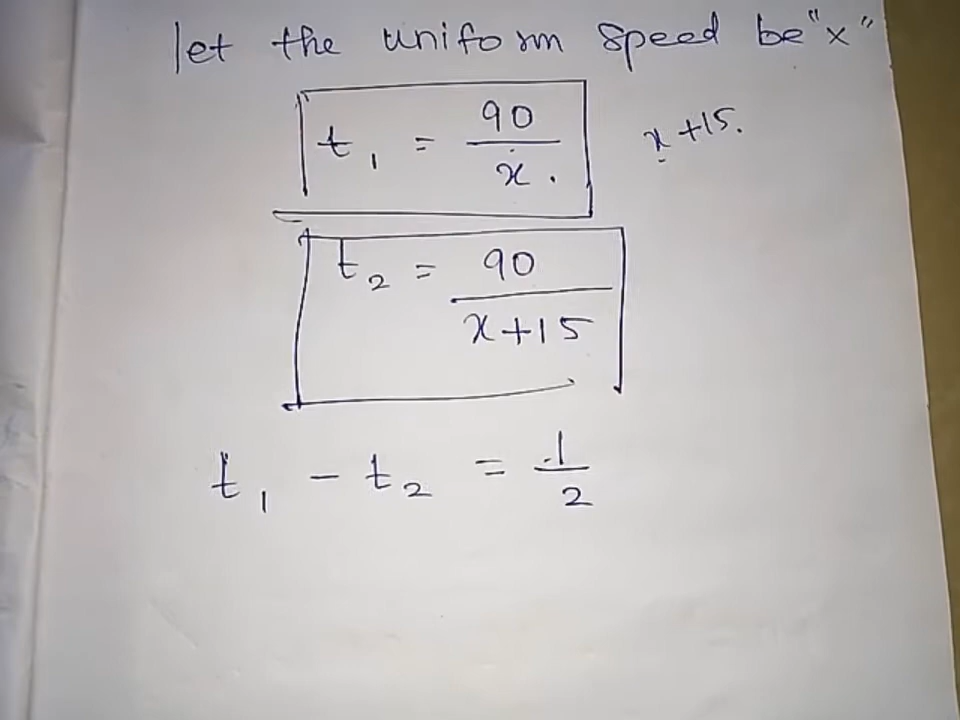 let the uniform speed be "x"
t₁ = 90/x.
x +15.
t₂ = 90/x+15
t₁ - t₂ = 1/2